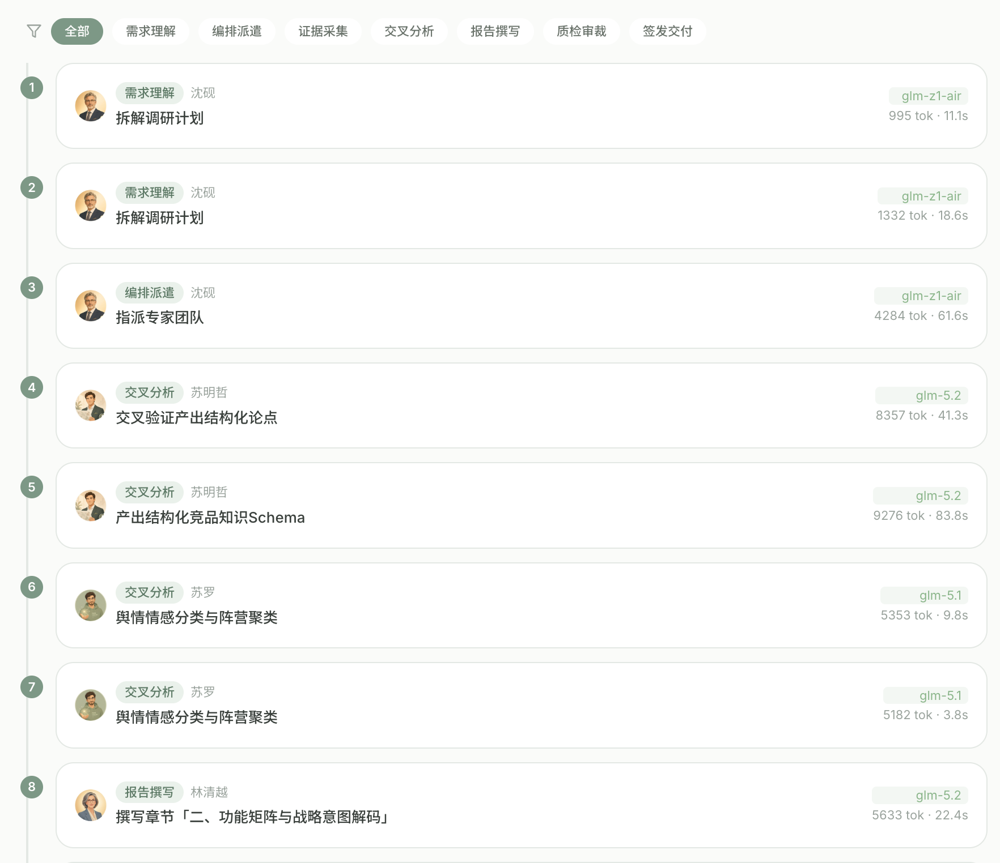 全部 需求理解 编排派遣 证据采集 交叉分析 报告撰写 质检审裁 签发交付
1
需求理解 沈砚
拆解调研计划
glm-z1-air
995 tok · 11.1s
2
需求理解 沈砚
拆解调研计划
glm-z1-air
1332 tok · 18.6s
3
编排派遣 沈砚
指派专家团队
glm-z1-air
4284 tok · 61.6s
4
交叉分析 苏明哲
交叉验证产出结构化论点
glm-5.2
8357 tok · 41.3s
5
交叉分析 苏明哲
产出结构化竞品知识Schema
glm-5.2
9276 tok · 83.8s
6
交叉分析 苏罗
舆情情感分类与阵营聚类
glm-5.1
5353 tok · 9.8s
7
交叉分析 苏罗
舆情情感分类与阵营聚类
glm-5.1
5182 tok · 3.8s
8
报告撰写 林清越
撰写章节「二、功能矩阵与战略意图解码」
glm-5.2
5633 tok · 22.4s